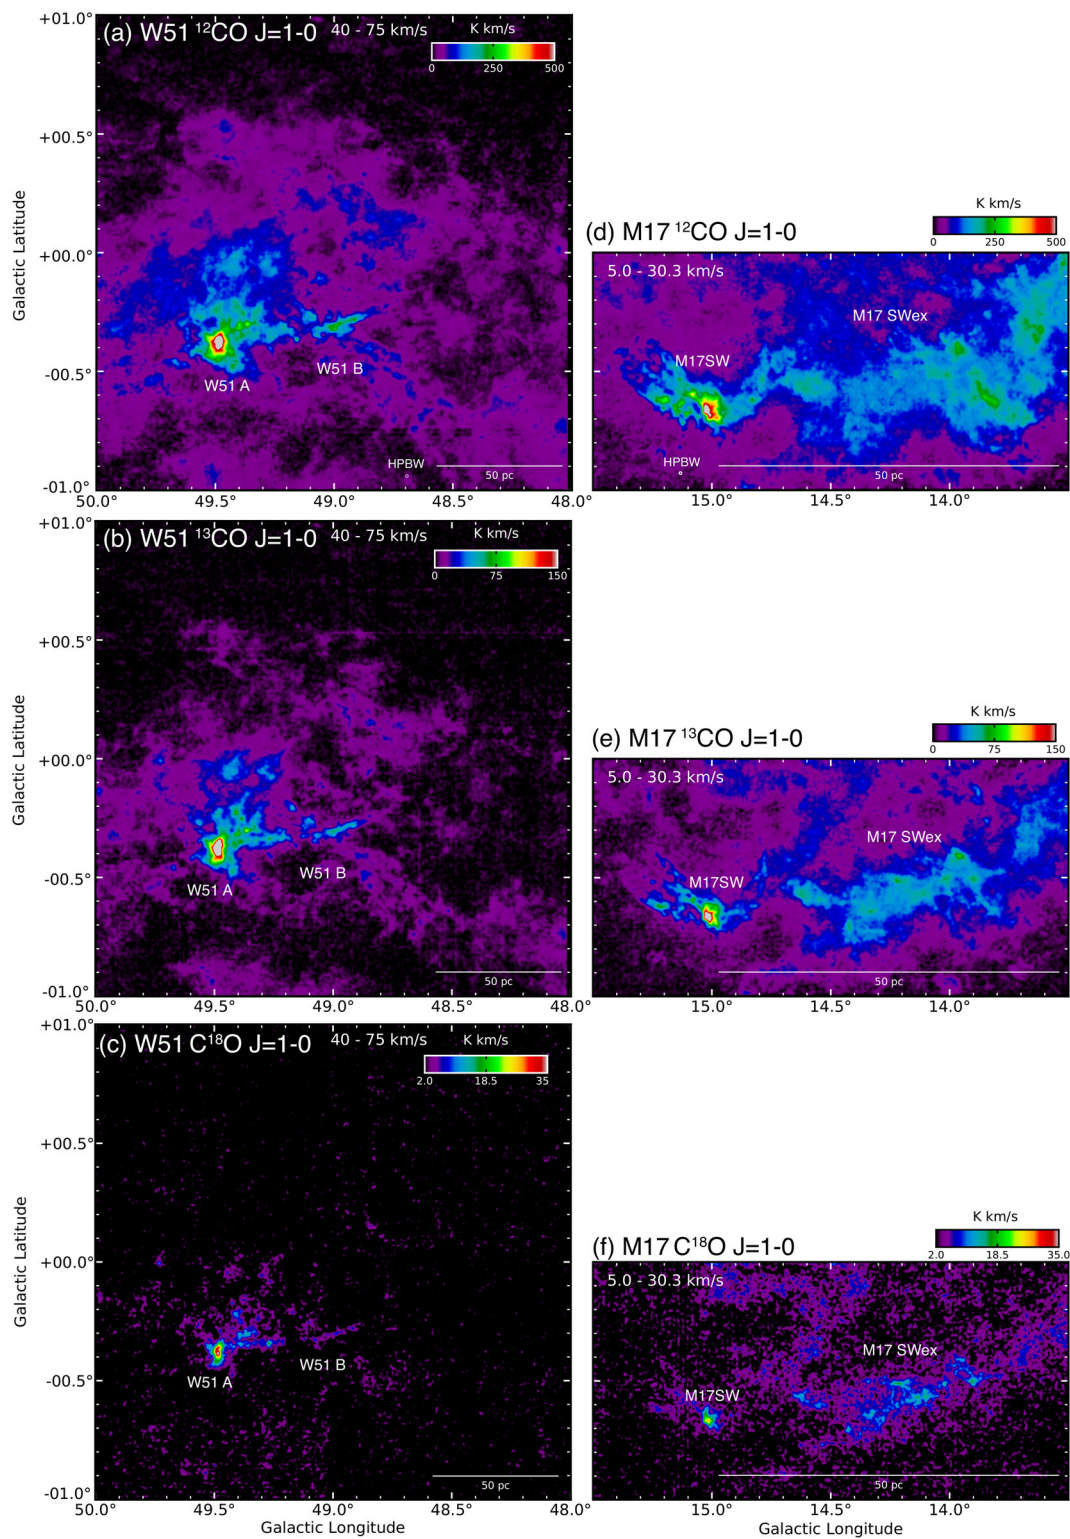 (a) W51 ¹²CO J=1-0 40 - 75 km/s K km/s
0 250 500
+01.0°
+00.5°
+00.0°
-00.5°
-01.0°
Galactic Latitude
W51 A
W51 B
HPBW
50 pc
50.0° 49.5° 49.0° 48.5° 48.0°
(d) M17 ¹²CO J=1-0 K km/s
0 250 500
5.0 - 30.3 km/s
M17 SWex
M17SW
HPBW
50 pc
15.0° 14.5° 14.0°
(b) W51 ¹³CO J=1-0 40 - 75 km/s K km/s
0 75 150
+01.0°
+00.5°
+00.0°
-00.5°
-01.0°
Galactic Latitude
W51 A
W51 B
50 pc
50.0° 49.5° 49.0° 48.5° 48.0°
(e) M17 ¹³CO J=1-0 K km/s
0 75 150
5.0 - 30.3 km/s
M17 SWex
M17SW
50 pc
15.0° 14.5° 14.0°
(c) W51 C¹⁸O J=1-0 40 - 75 km/s K km/s
2.0 18.5 35
+01.0°
+00.5°
+00.0°
-00.5°
-01.0°
Galactic Latitude
W51 A
W51 B
50 pc
50.0° 49.5° 49.0° 48.5° 48.0°
Galactic Longitude
(f) M17 C¹⁸O J=1-0 K km/s
2.0 18.5 35.0
5.0 - 30.3 km/s
M17 SWex
M17SW
50 pc
15.0° 14.5° 14.0°
Galactic Longitude